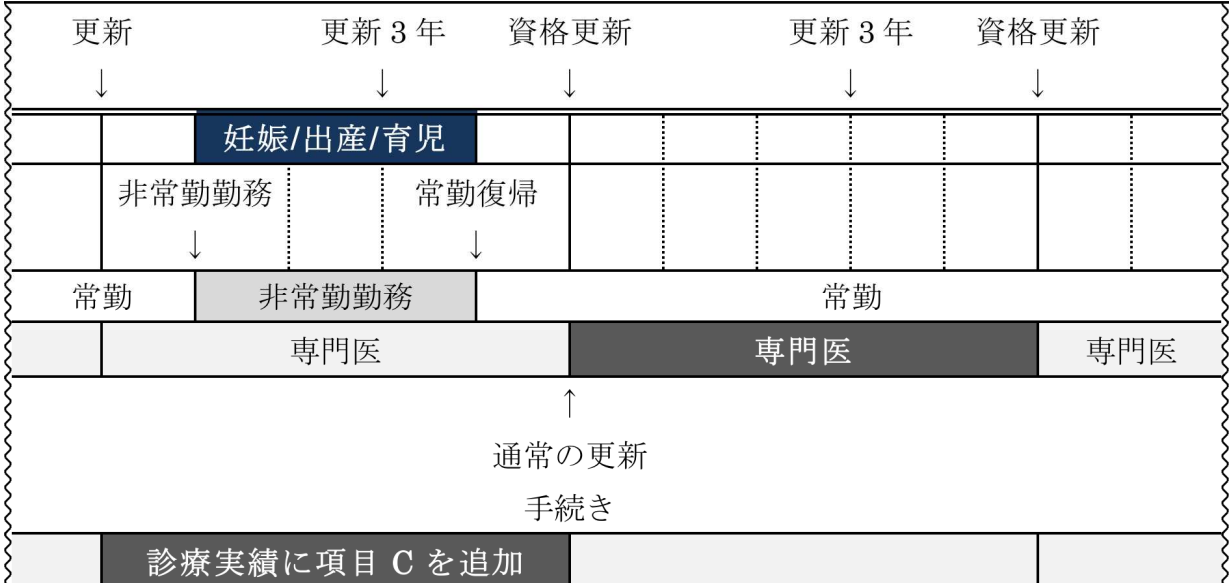 更新 更新3年 資格更新 更新3年 資格更新
↓ ↓ ↓ ↓ ↓
妊娠/出産/育児
非常勤勤務 常勤復帰
↓ ↓
常勤 非常勤勤務 常勤
専門医 専門医 専門医
↑
通常の更新
手続き
診療実績に項目 C を追加